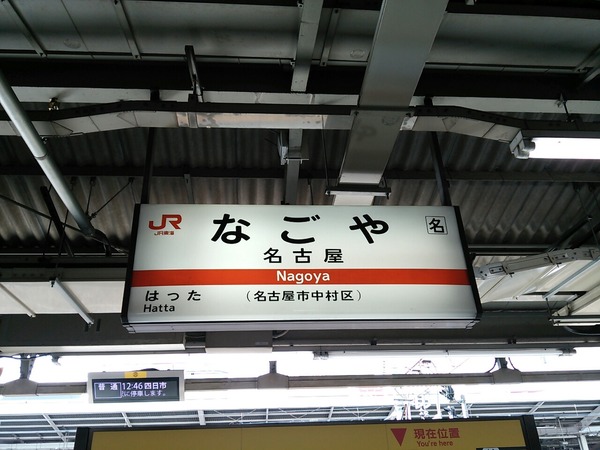 JR
JR東海
なごや
名
名古屋
Nagoya
はった
Hatta
（名古屋市中村区）
8
普通 12:46 四日市
に停車します。
現在位置
You're here